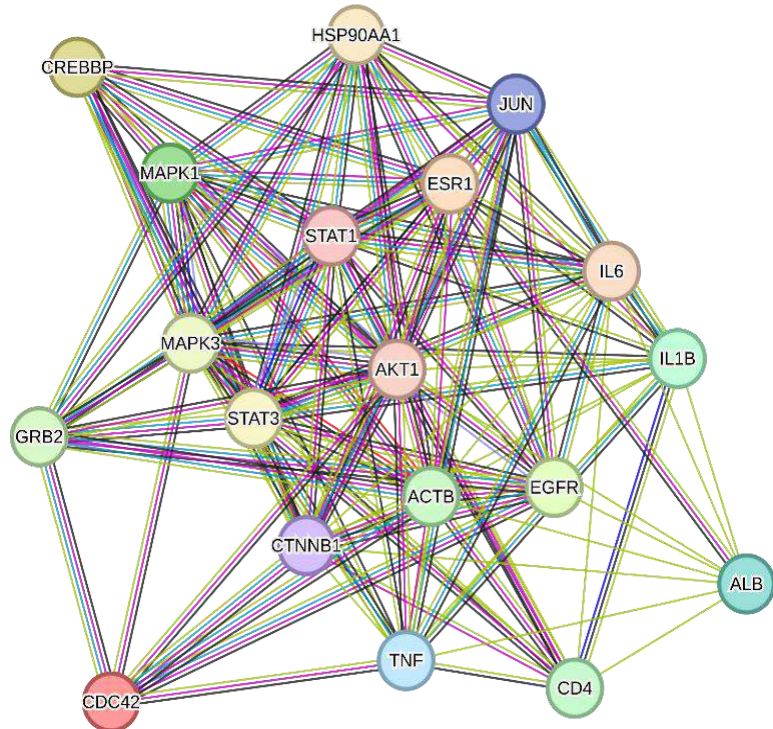 HSP90AA1
CREBBP
JUN
MAPK1
ESR1
STAT1
IL6
MAPK3
IL1B
AKT1
STAT3
GRB2
EGFR
ACTB
CTNNB1
ALB
TNF
CD4
CDC42